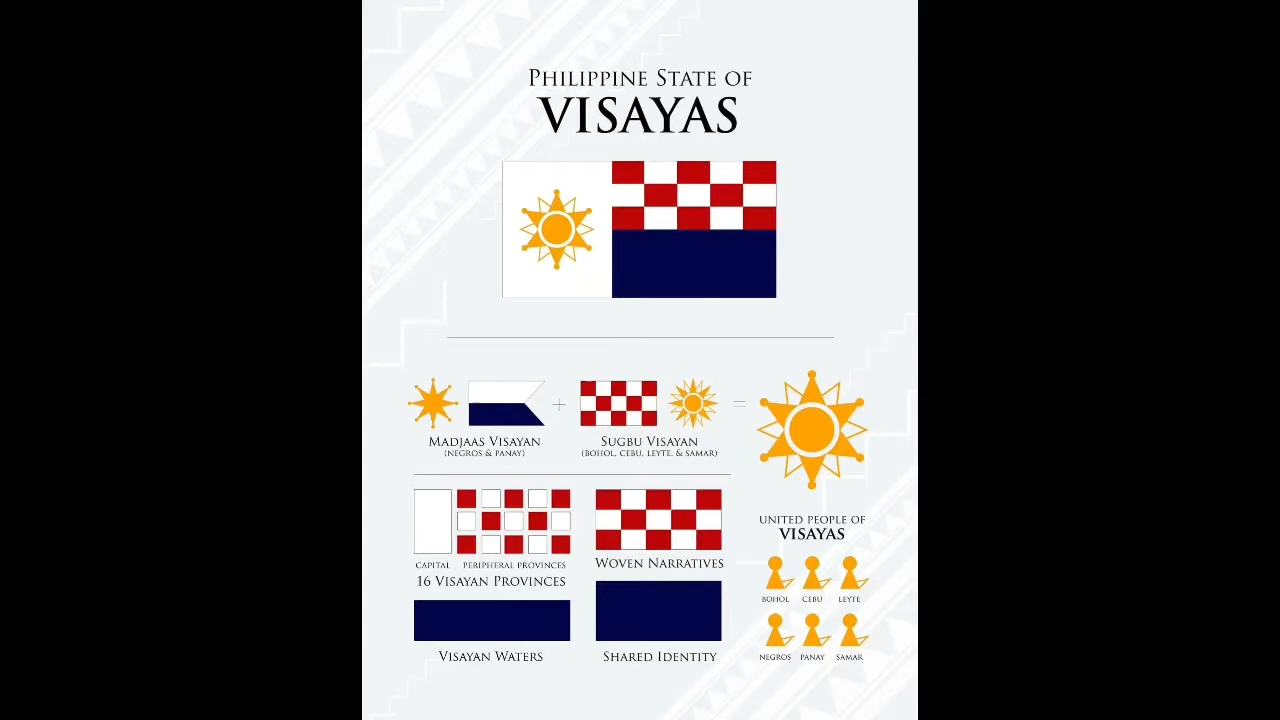 PHILIPPINE STATE OF
VISAYAS
MADJAAS VISAYAN
(NEGROS & PANAY)
SUGBU VISAYAN
(BOHOL, CEBU, LEYTE, & SAMAR)
CAPITAL
PERIPHERAL PROVINCES
16 VISAYAN PROVINCES
WOVEN NARRATIVES
VISAYAN WATERS
SHARED IDENTITY
UNITED PEOPLE OF
VISAYAS
BOHOL CEBU LEYTE
NEGROS PANAY SAMAR